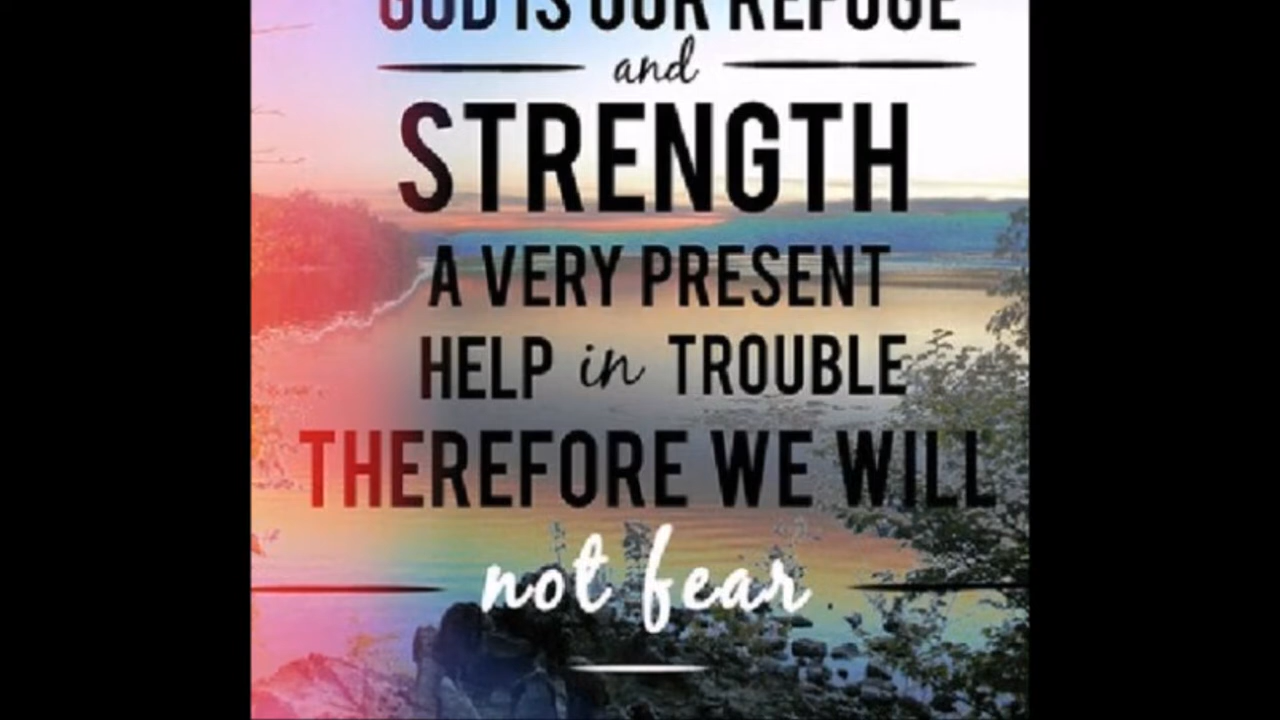 GOD IS OUR REFUGE
and
STRENGTH
A VERY PRESENT
HELP in TROUBLE
THEREFORE WE WILL
not fear